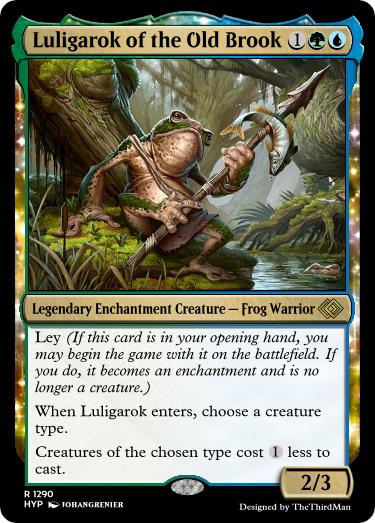 Luligarok of the Old Brook 1
Legendary Enchantment Creature — Frog Warrior
Ley (If this card is in your opening hand, you
may begin the game with it on the battlefield. If
you do, it becomes an enchantment and is no
longer a creature.)
When Luligarok enters, choose a creature
type.
Creatures of the chosen type cost 1 less to
cast.
2/3
R 1290
HYP JOHANGRENIER
Designed by TheThirdMan